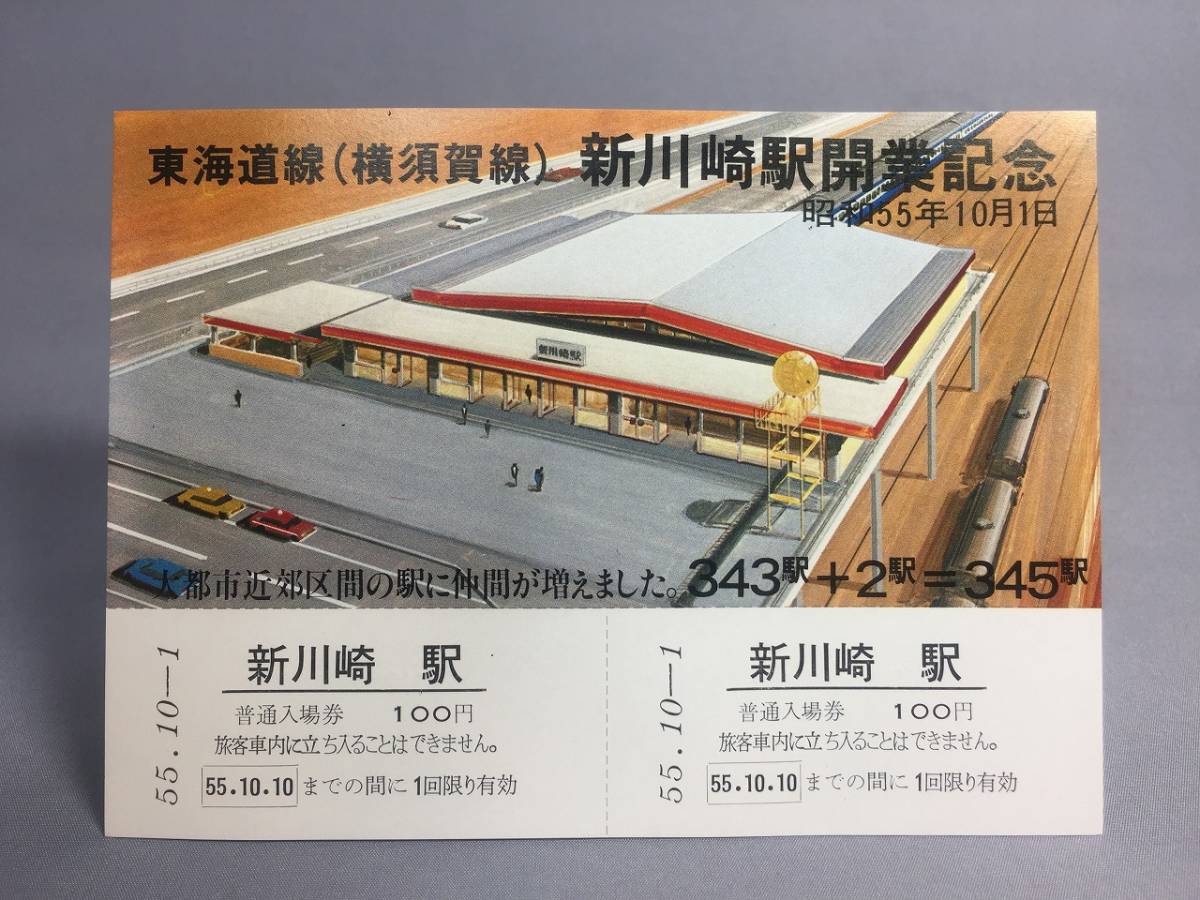 東海道線(横須賀線) 新川崎駅開業記念
昭和55年10月1日
新川崎駅
大都市近郊区間の駅に仲間が増えました。343駅+2駅=345駅
55.10—1
新川崎 駅
普通入場券 100円
旅客車内に立ち入ることはできません。
55.10.10 までの間に 1回限り有効
55.10—1
新川崎 駅
普通入場券 100円
旅客車内に立ち入ることはできません。
55.10.10 までの間に 1回限り有効